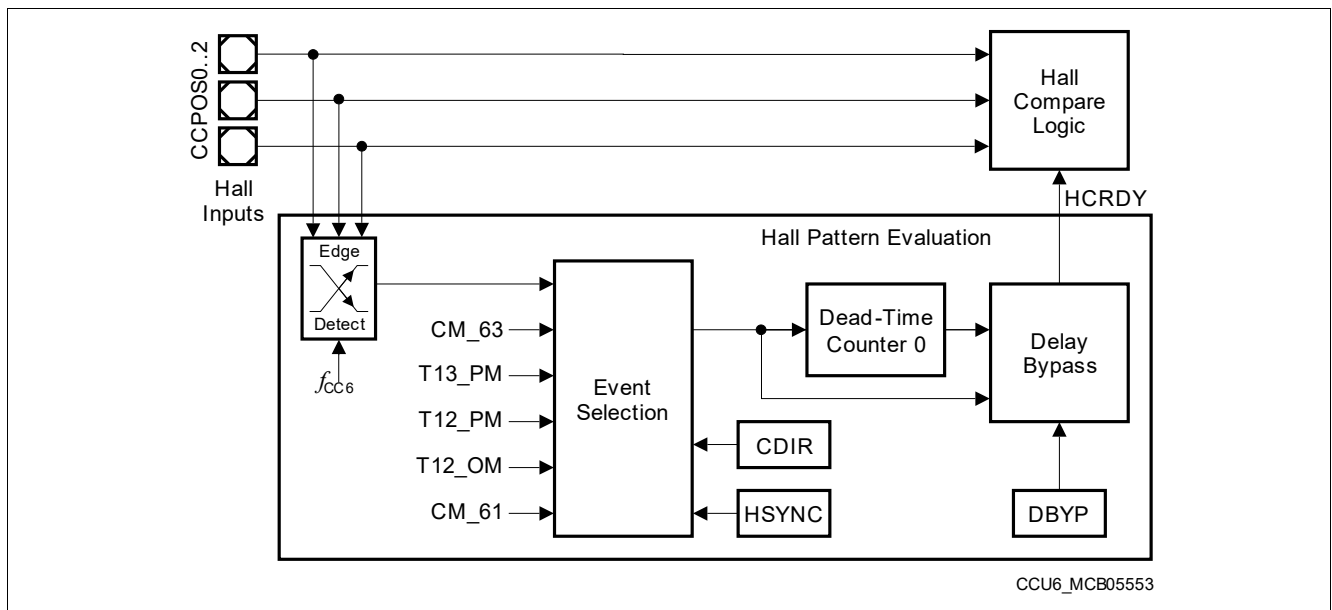 CCPOS0..2
Hall
Inputs
Hall
Compare
Logic
HCRDY
Hall Pattern Evaluation
Edge
Detect
fCC6
CM_63
T13_PM
T12_PM
T12_OM
CM_61
Event
Selection
Dead-Time
Counter 0
Delay
Bypass
CDIR
HSYNC
DBYP
CCU6_MCB05553